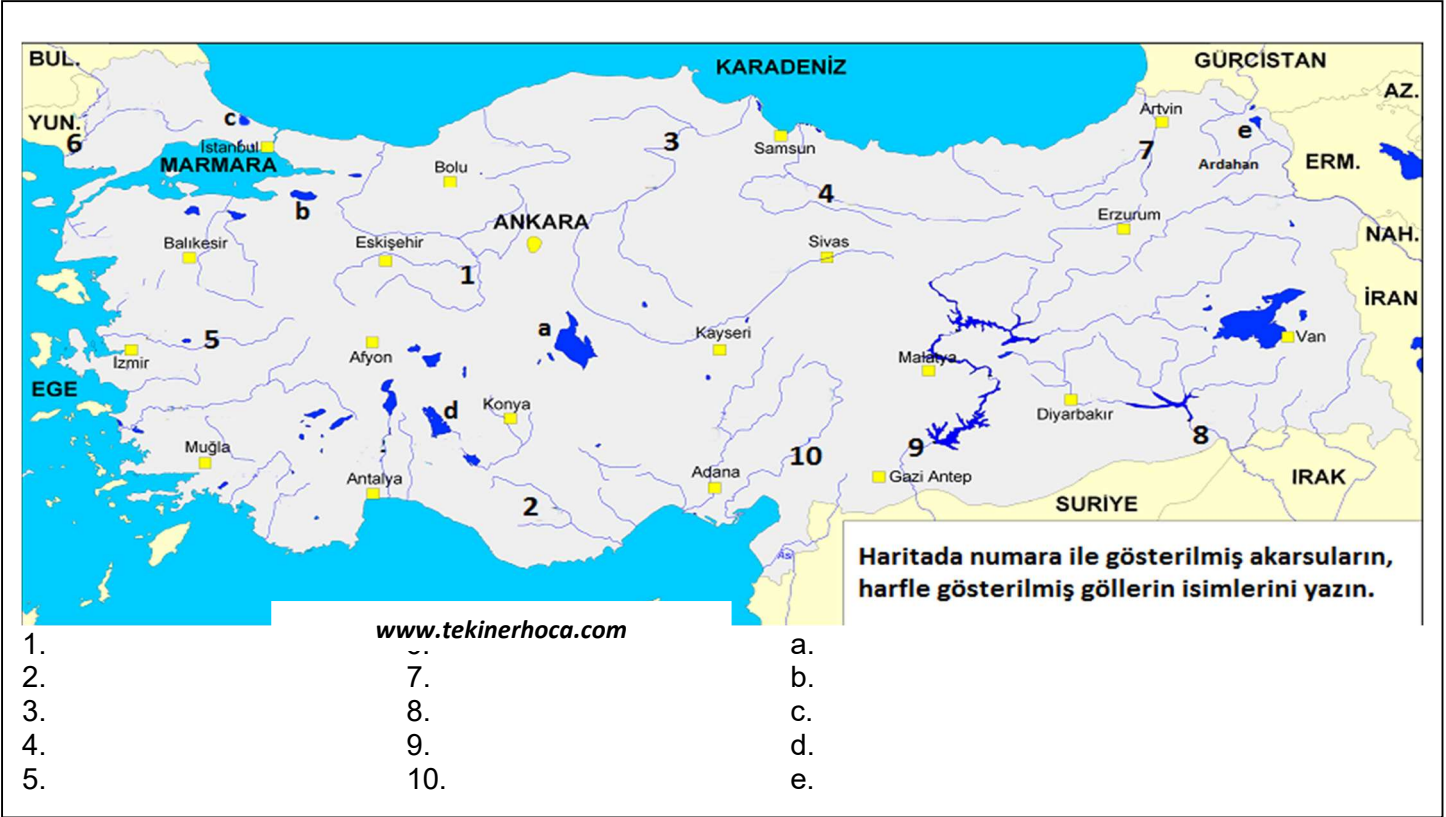 BUL.
KARADENİZ
GÜRCİSTAN
AZ.
YUN.
6
c
İstanbul
MARMARA
3
Samsun
Artvin
7
e
Ardahan
ERM.
Bolu
b
ANKARA
4
Erzurum
NAH.
Balıkesir
Eskişehir
1
Sivas
İRAN
5
a
Kayseri
Van
İzmir
Afyon
Malatya
EGE
d
Konya
Diyarbakır
8
Muğla
10
9
Antalya
2
Adana
Gazi Antep
IRAK
SURİYE
Haritada numara ile gösterilmiş akarsuların,
harfle gösterilmiş göllerin isimlerini yazın.
www.tekinerhoca.com
1.
2.
3.
4.
5.
7.
8.
9.
10.
a.
b.
c.
d.
e.